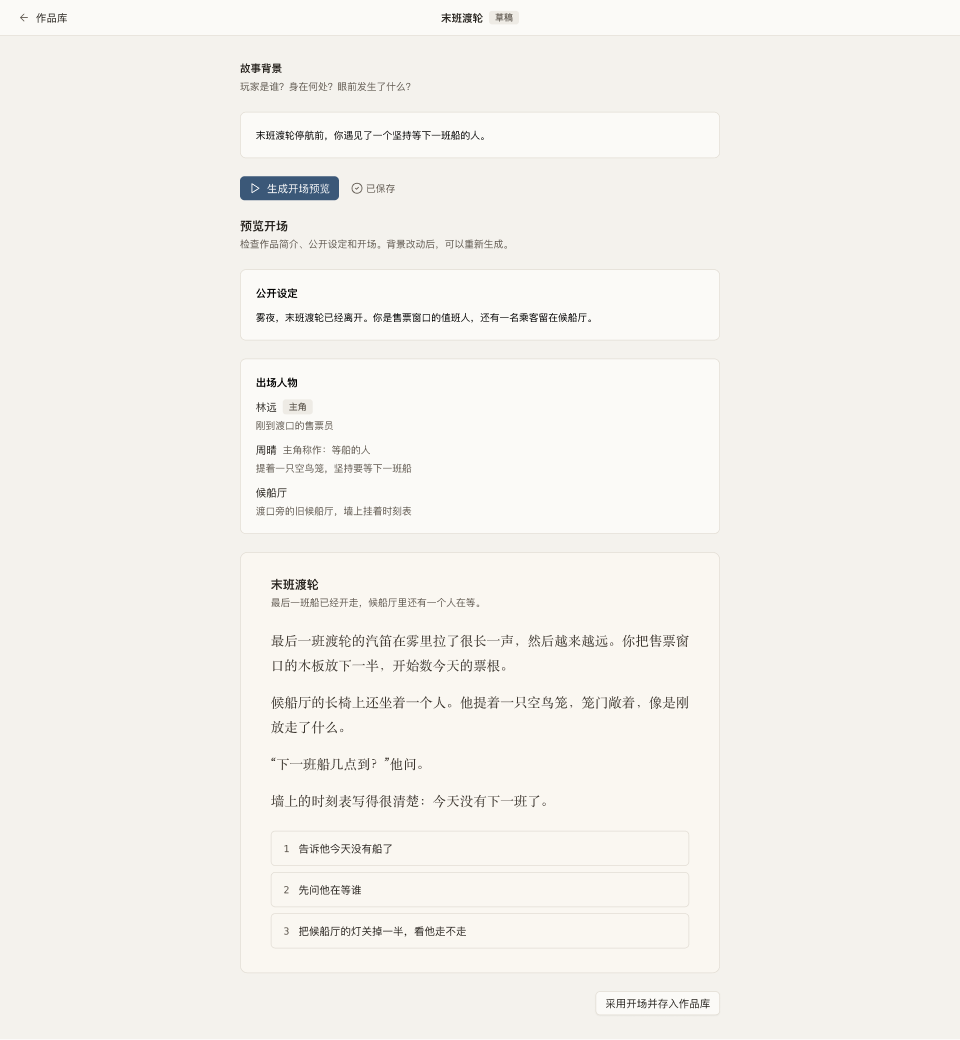 作品库
末班渡轮 草稿
故事背景
玩家是谁？身在何处？眼前发生了什么？
末班渡轮停航前，你遇见了一个坚持等下一班船的人。
生成开场预览 已保存
预览开场
检查作品简介、公开设定和开场。背景改动后，可以重新生成。
公开设定
雾夜，末班渡轮已经离开。你是售票窗口的值班人，还有一名乘客留在候船厅。
出场人物
林远 主角
刚到渡口的售票员
周晴 主角称作：等船的人
提着一只空鸟笼，坚持要等下一班船
候船厅
渡口旁的旧候船厅，墙上挂着时刻表
末班渡轮
最后一班船已经开走，候船厅里还有一个人在等。
最后一班渡轮的汽笛在雾里拉了很长一声，然后越来越远。你把售票窗
口的木板放下一半，开始数今天的票根。
候船厅的长椅上还坐着一个人。他提着一只空鸟笼，笼门敞着，像是刚
放走了什么。
“下一班船几点到？”他问。
墙上的时刻表写得很清楚：今天没有下一班了。
1 告诉他今天没有船了
2 先问他在等谁
3 把候船厅的灯关掉一半，看他走不走
采用开场并存入作品库